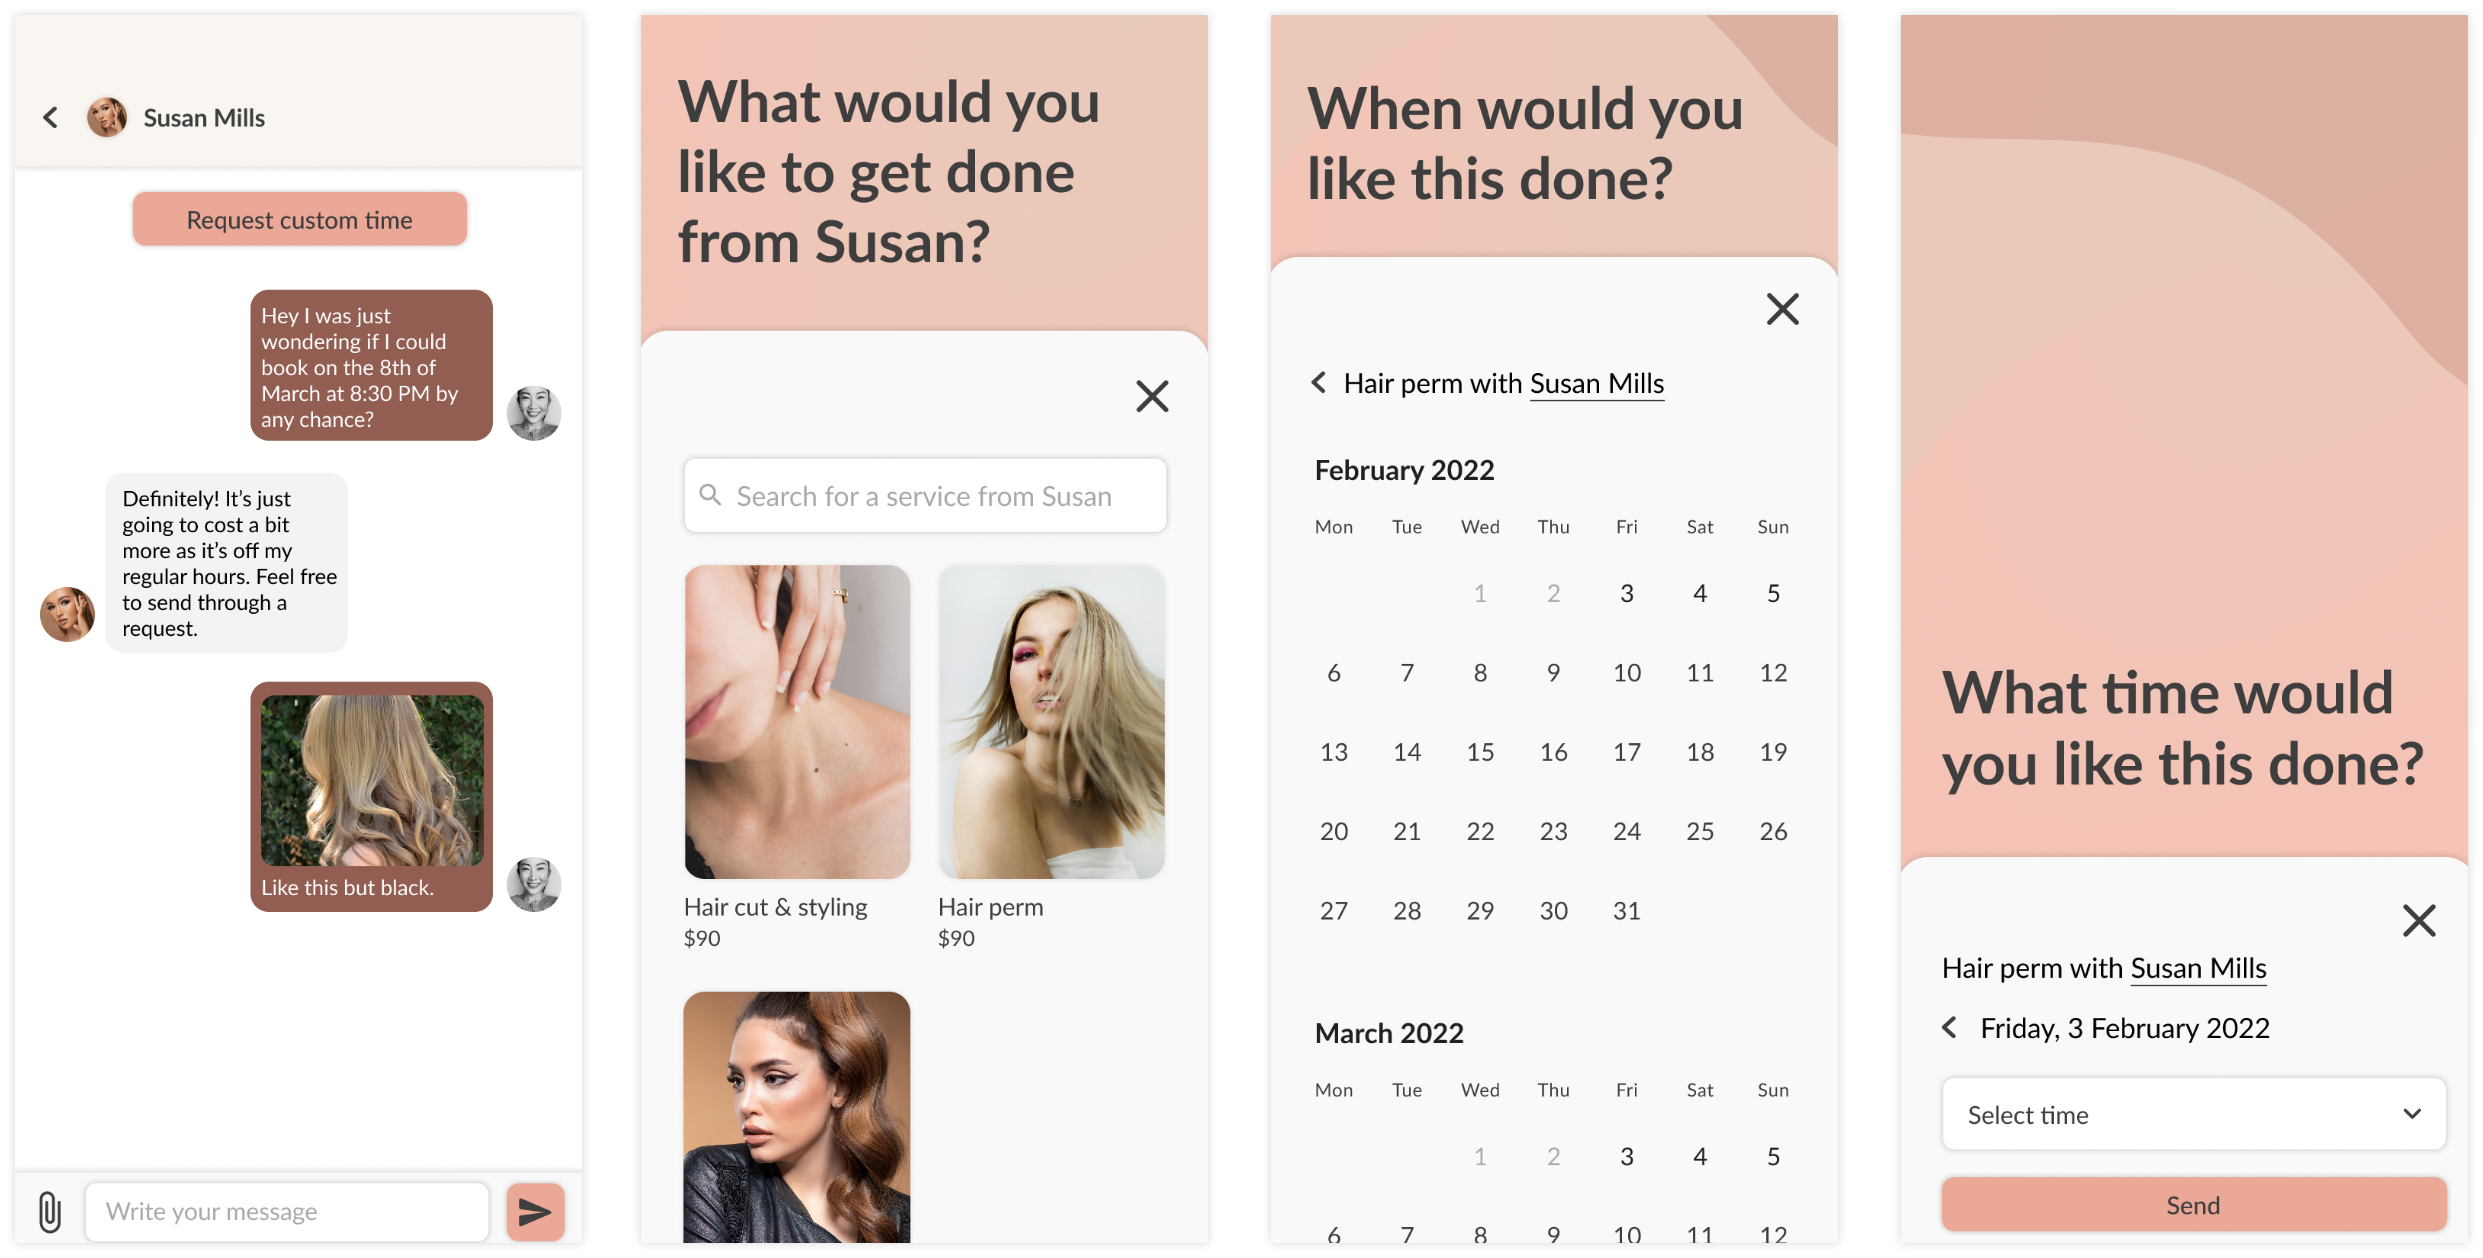 Susan Mills
Request custom time
Hey I was just
wondering if I could
book on the 8th of
March at 8:30 PM by
any chance?
Definitely! It's just
going to cost a bit
more as it's off my
regular hours. Feel free
to send through a
request.
Like this but black.
Write your message
What would you
like to get done
from Susan?
Search for a service from Susan
Hair cut & styling
$90
Hair perm
$90
When would you
like this done?
Hair perm with Susan Mills
February 2022
Mon Tue Wed Thu Fri Sat Sun
1 2 3 4 5
6 7 8 9 10 11 12
13 14 15 16 17 18 19
20 21 22 23 24 25 26
27 28 29 30 31
March 2022
Mon Tue Wed Thu Fri Sat Sun
1 2 3 4 5
6 7 8 9 10 11 12
What time would
you like this done?
Hair perm with Susan Mills
Friday, 3 February 2022
Select time
Send